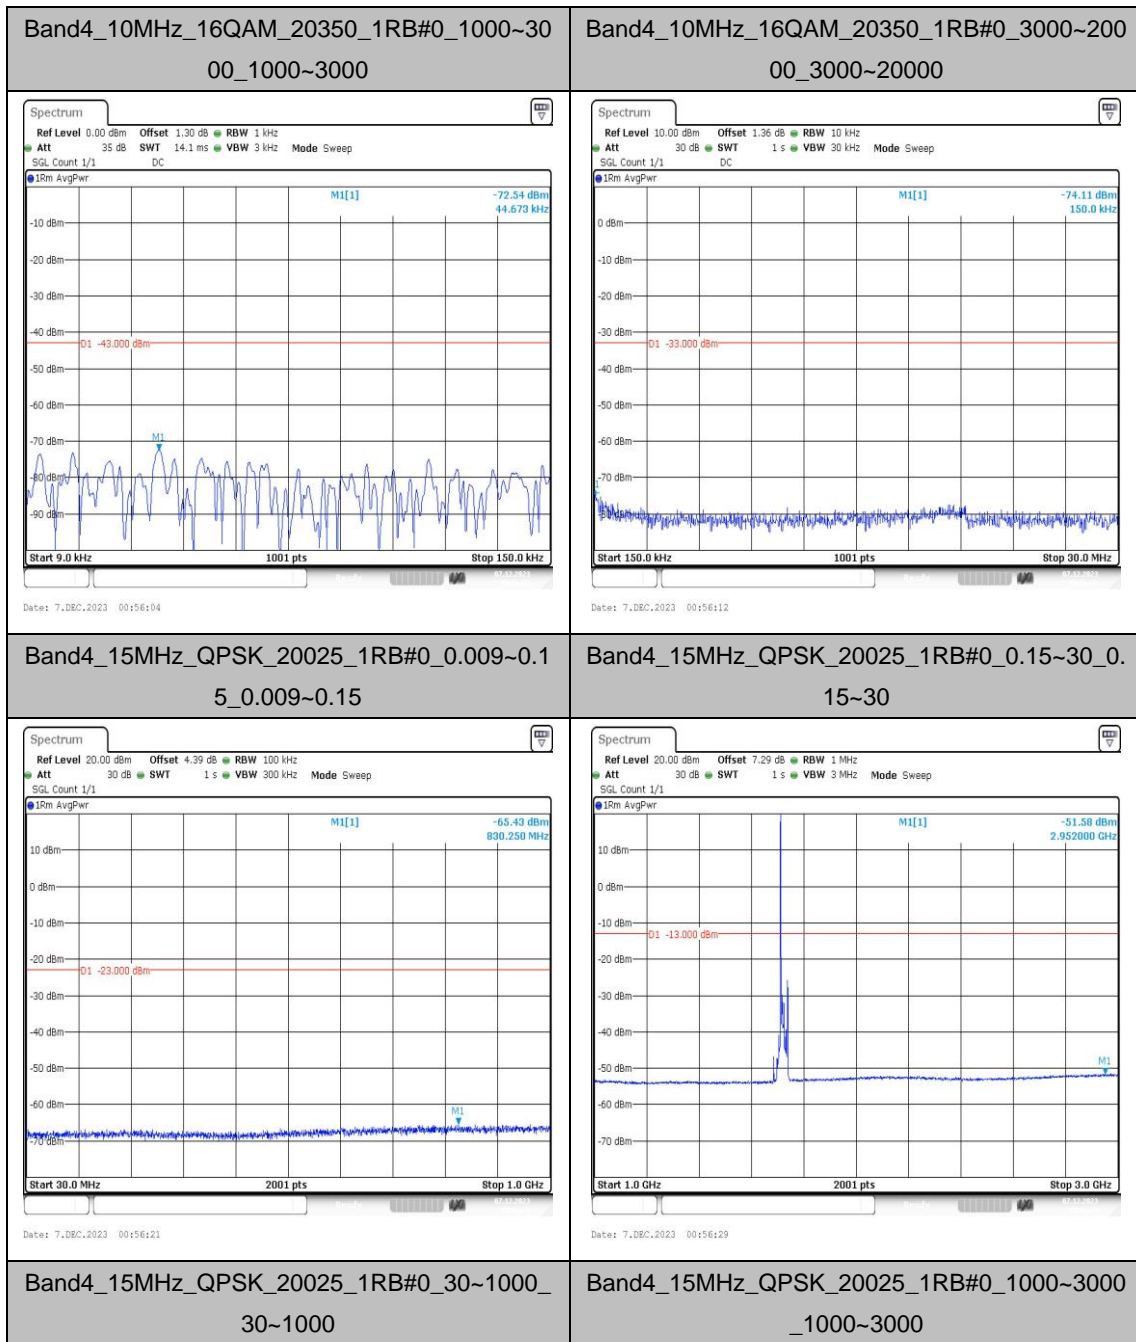 Band4_10MHz_16QAM_20350_1RB#0_1000~30
00_1000~3000
Band4_10MHz_16QAM_20350_1RB#0_3000~200
00_3000~20000
Spectrum
Ref Level 0.00 dBm Offset 1.30 dB RBW 1 kHz
Att 35 dB SWT 14.1 ms VBW 3 kHz Mode Sweep
SGL Count 1/1 DC
1Rm AvgPwr
M1[1] -72.54 dBm
44.673 kHz
-10 dBm
-20 dBm
-30 dBm
-40 dBm
D1 -43.000 dBm
-50 dBm
-60 dBm
-70 dBm
M1
-80 dBm
-90 dBm
Start 9.0 kHz 1001 pts Stop 150.0 kHz
Date: 7.DEC.2023 00:56:04
Spectrum
Ref Level 10.00 dBm Offset 1.36 dB RBW 10 kHz
Att 30 dB SWT 1 s VBW 30 kHz Mode Sweep
SGL Count 1/1 DC
1Rm AvgPwr
M1[1] -74.11 dBm
150.0 kHz
0 dBm
-10 dBm
-20 dBm
-30 dBm
D1 -33.000 dBm
-40 dBm
-50 dBm
-60 dBm
-70 dBm
-80 dBm
Start 150.0 kHz 1001 pts Stop 30.0 MHz
Date: 7.DEC.2023 00:56:12
Band4_15MHz_QPSK_20025_1RB#0_0.009~0.1
5_0.009~0.15
Band4_15MHz_QPSK_20025_1RB#0_0.15~30_0.
15~30
Spectrum
Ref Level 20.00 dBm Offset 4.39 dB RBW 100 kHz
Att 30 dB SWT 1 s VBW 300 kHz Mode Sweep
SGL Count 1/1
1Rm AvgPwr
M1[1] -65.43 dBm
830.250 MHz
10 dBm
0 dBm
-10 dBm
-20 dBm
D1 -23.000 dBm
-30 dBm
-40 dBm
-50 dBm
-60 dBm
M1
-70 dBm
Start 30.0 MHz 2001 pts Stop 1.0 GHz
Date: 7.DEC.2023 00:56:21
Spectrum
Ref Level 20.00 dBm Offset 7.29 dB RBW 1 MHz
Att 30 dB SWT 1 s VBW 3 MHz Mode Sweep
SGL Count 1/1
1Rm AvgPwr
M1[1] -51.58 dBm
2.952000 GHz
10 dBm
0 dBm
-10 dBm
D1 -13.000 dBm
-20 dBm
-30 dBm
-40 dBm
-50 dBm
M1
-60 dBm
-70 dBm
Start 1.0 GHz 2001 pts Stop 3.0 GHz
Date: 7.DEC.2023 00:56:29
Band4_15MHz_QPSK_20025_1RB#0_30~1000_
30~1000
Band4_15MHz_QPSK_20025_1RB#0_1000~3000
_1000~3000